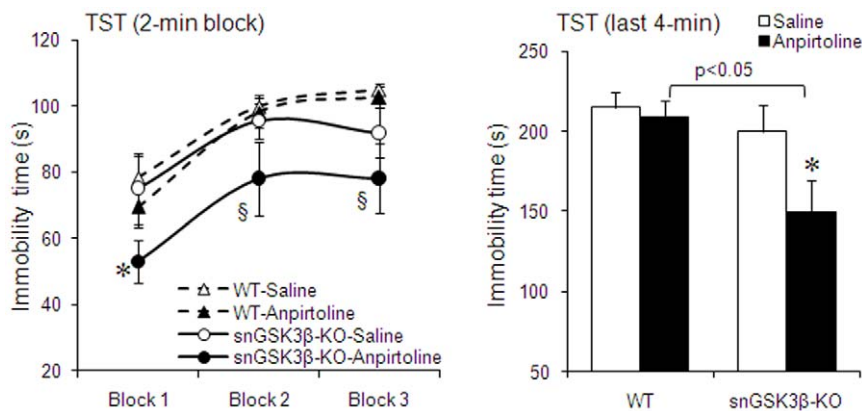 TST (2-min block)
120
100
80
60
40
20
Immobility time (s)
*
§
§
WT-Saline
WT-Anpirtoline
snGSK3β-KO-Saline
snGSK3β-KO-Anpirtoline
Block 1 Block 2 Block 3
TST (last 4-min)
Saline
Anpirtoline
250
200
150
100
50
Immobility time (s)
p<0.05
*
WT snGSK3β-KO